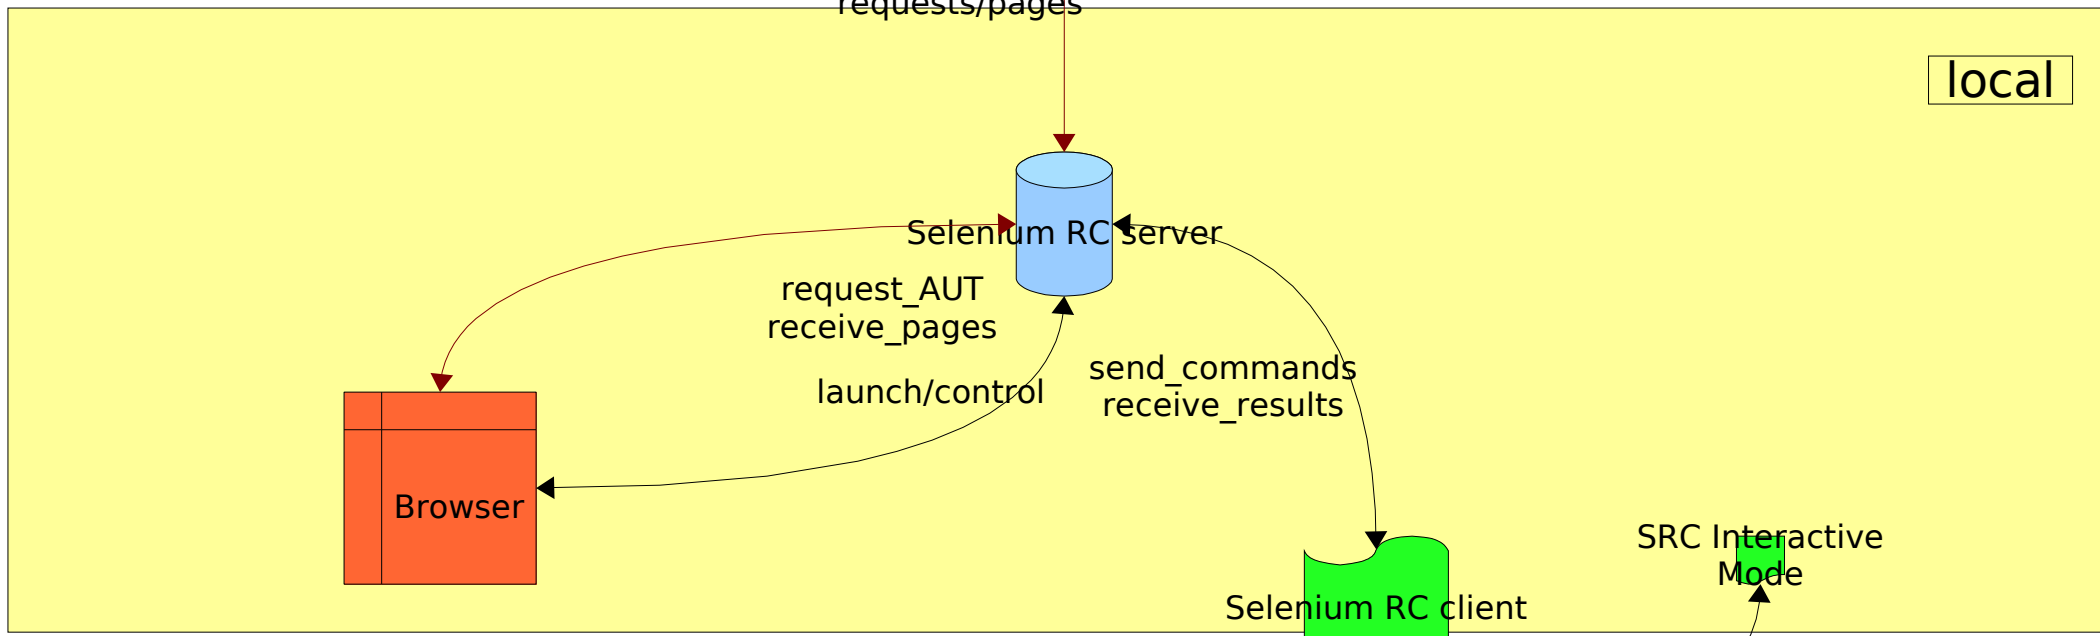 requests/pages
local
Selenium RC server
request_AUT
receive_pages
launch/control
send_commands
receive_results
Browser
SRC Interactive
Mode
Selenium RC client